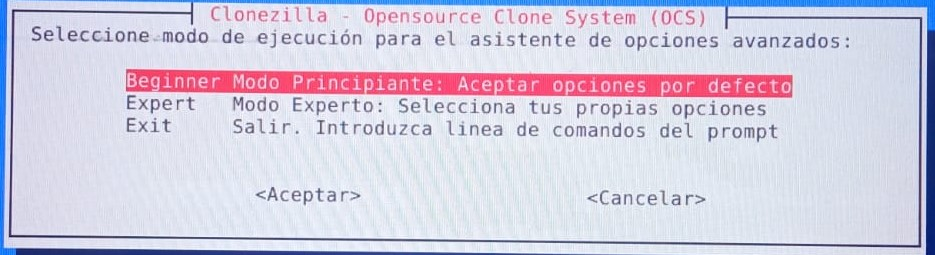 Clonezilla - Opensource Clone System (OCS)
Seleccione modo de ejecución para el asistente de opciones avanzados:
Beginner Modo Principiante: Aceptar opciones por defecto
Expert Modo Experto: Selecciona tus propias opciones
Exit Salir. Introduzca linea de comandos del prompt
<Aceptar> <Cancelar>